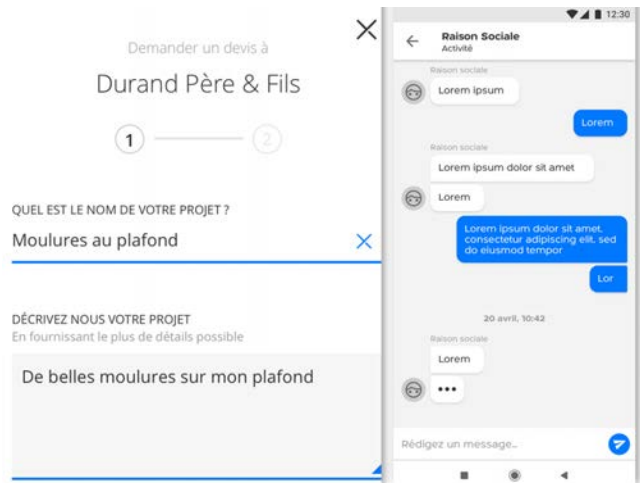 Demander un devis à
Durand Père & Fils
1
2
QUEL EST LE NOM DE VOTRE PROJET ?
Moulures au plafond
DÉCRIVEZ NOUS VOTRE PROJET
En fournissant le plus de détails possible
De belles moulures sur mon plafond
12:30
Raison Sociale
Activité
Raison sociale
Lorem ipsum
Lorem
Raison sociale
Lorem ipsum dolor sit amet
Lorem
Lorem ipsum dolor sit amet,
consectetur adipiscing elit, sed
do eiusmod tempor
Lor
20 avril, 10:42
Raison sociale
Lorem
Rédigez un message...